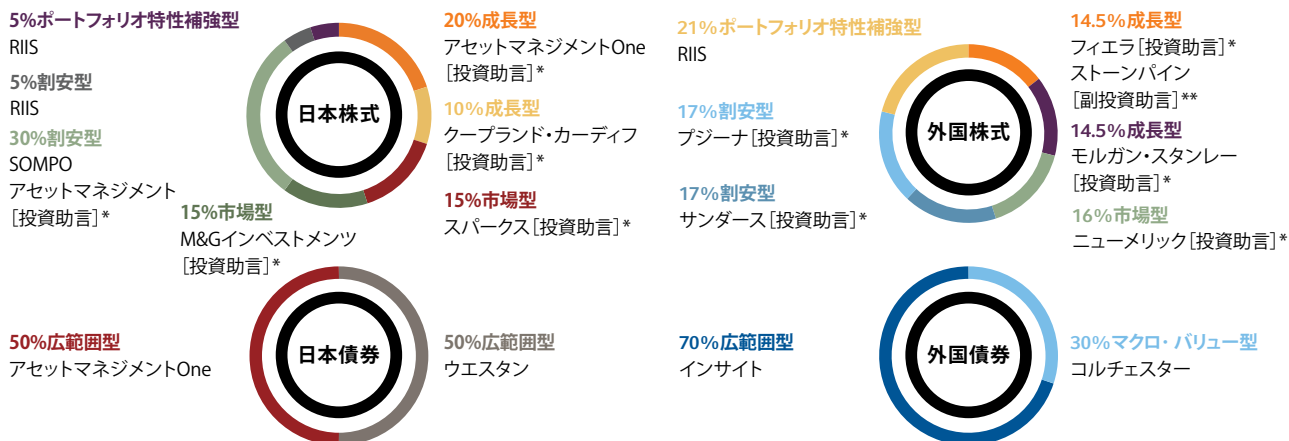 5%ポートフォリオ特性補強型
RIIS
5%割安型
RIIS
30%割安型
SOMPO
アセットマネジメント
［投資助言］*
15%市場型
M&Gインベストメンツ
［投資助言］*
日本株式
20%成長型
アセットマネジメントOne
［投資助言］*
10%成長型
クープランド・カーディフ
［投資助言］*
15%市場型
スパークス［投資助言］*
21%ポートフォリオ特性補強型
RIIS
17%割安型
プジーナ［投資助言］*
17%割安型
サンダース［投資助言］*
外国株式
14.5%成長型
フィエラ［投資助言］*
ストーンパイン
［副投資助言］**
14.5%成長型
モルガン・スタンレー
［投資助言］*
16%市場型
ニューメリック［投資助言］*
50%広範囲型
アセットマネジメントOne
日本債券
50%広範囲型
ウエスタン
70%広範囲型
インサイト
外国債券
30%マクロ・バリュー型
コルチェスター